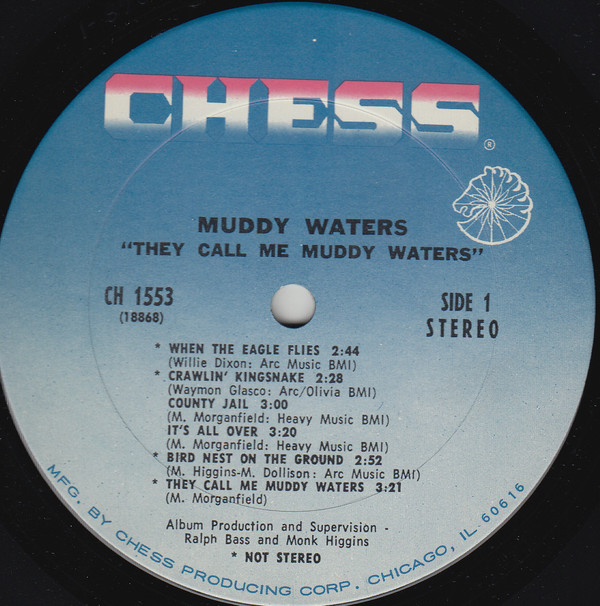 CHESS
®
MUDDY WATERS
"THEY CALL ME MUDDY WATERS"
CH 1553
(18868)
SIDE 1
STEREO
* WHEN THE EAGLE FLIES 2:44
(Willie Dixon: Arc Music BMI)
* CRAWLIN' KINGSNAKE 2:28
(Waymon Glasco: Arc/Olivia BMI)
COUNTY JAIL 3:00
(M. Morganfield: Heavy Music BMI)
IT'S ALL OVER 3:20
(M. Morganfield: Heavy Music BMI)
* BIRD NEST ON THE GROUND 2:52
(M. Higgins-M. Dollison: Arc Music BMI)
* THEY CALL ME MUDDY WATERS 3:21
(M. Morganfield)
Album Production and Supervision -
Ralph Bass and Monk Higgins
* NOT STEREO
MFG. BY CHESS PRODUCING CORP. CHICAGO, IL 60616